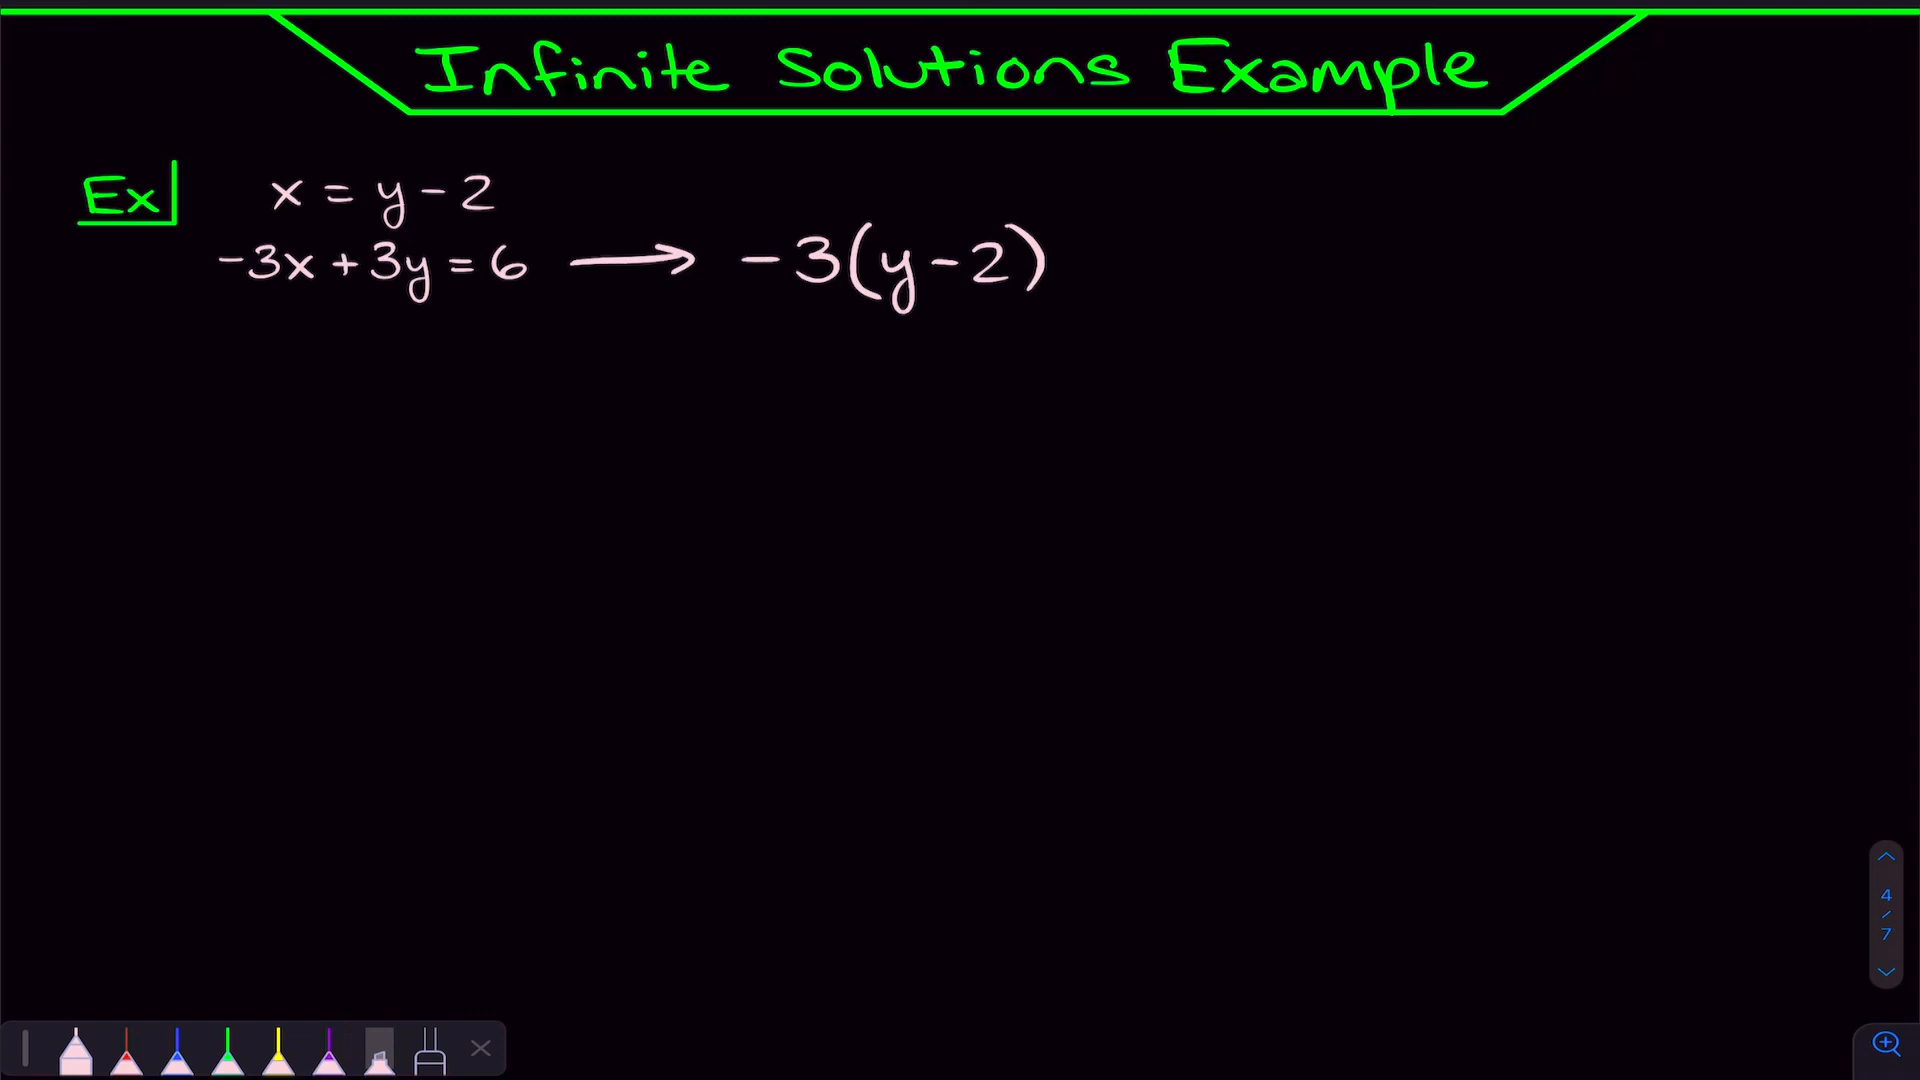 Infinite Solutions Example
Ex x = y - 2
-3x + 3y = 6 → -3(y-2)
4
/
7